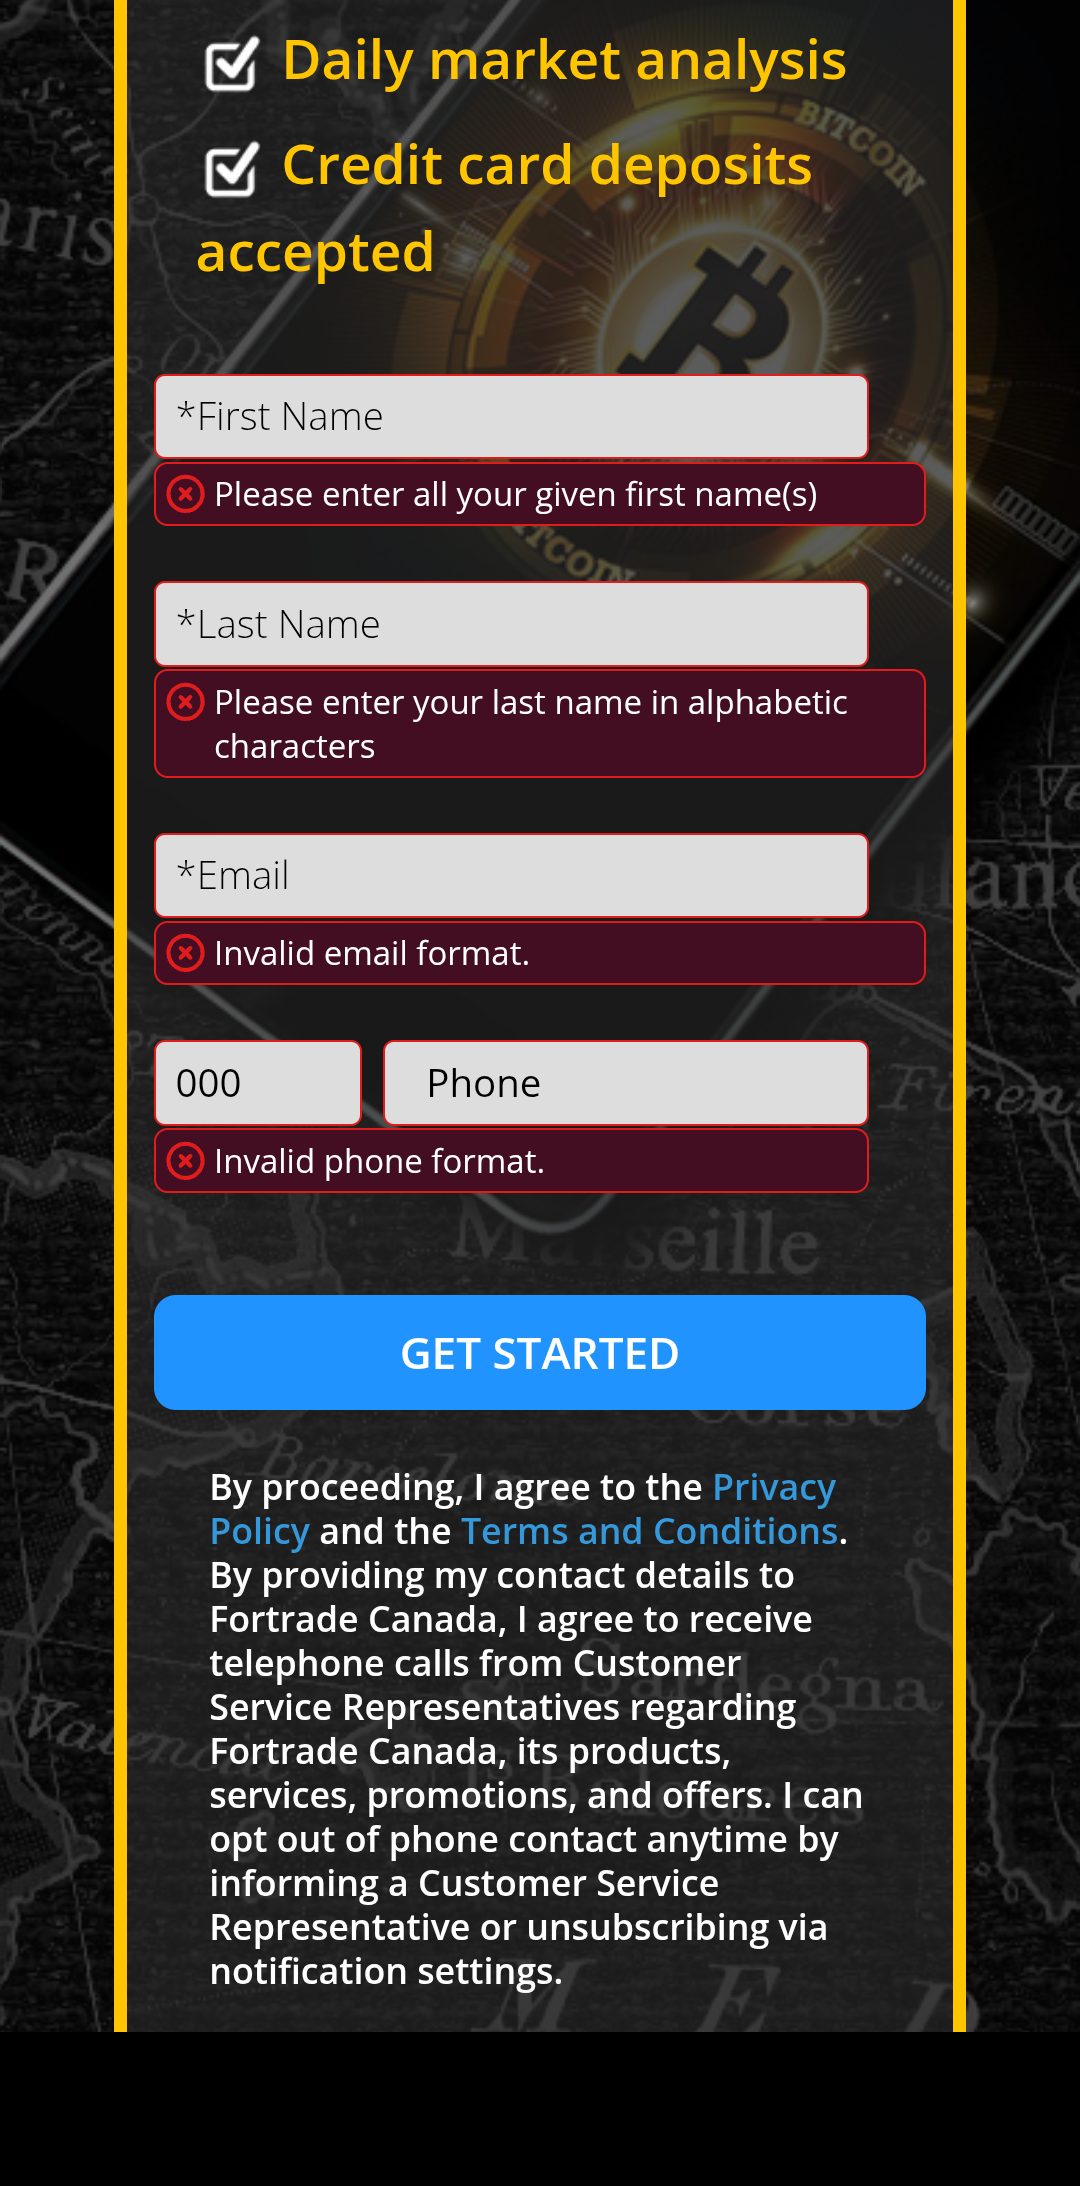 Daily market analysis
BITCOIN
Credit card deposits
accepted
*First Name
Please enter all your given first name(s)
*Last Name
Please enter your last name in alphabetic
characters
*Email
Invalid email format.
000
Phone
Invalid phone format.
Marseille
GET STARTED
Corse
By proceeding, I agree to the Privacy
Policy and the Terms and Conditions.
By providing my contact details to
Fortrade Canada, I agree to receive
telephone calls from Customer
Service Representatives regarding
Fortrade Canada, its products,
services, promotions, and offers. I can
opt out of phone contact anytime by
informing a Customer Service
Representative or unsubscribing via
notification settings.